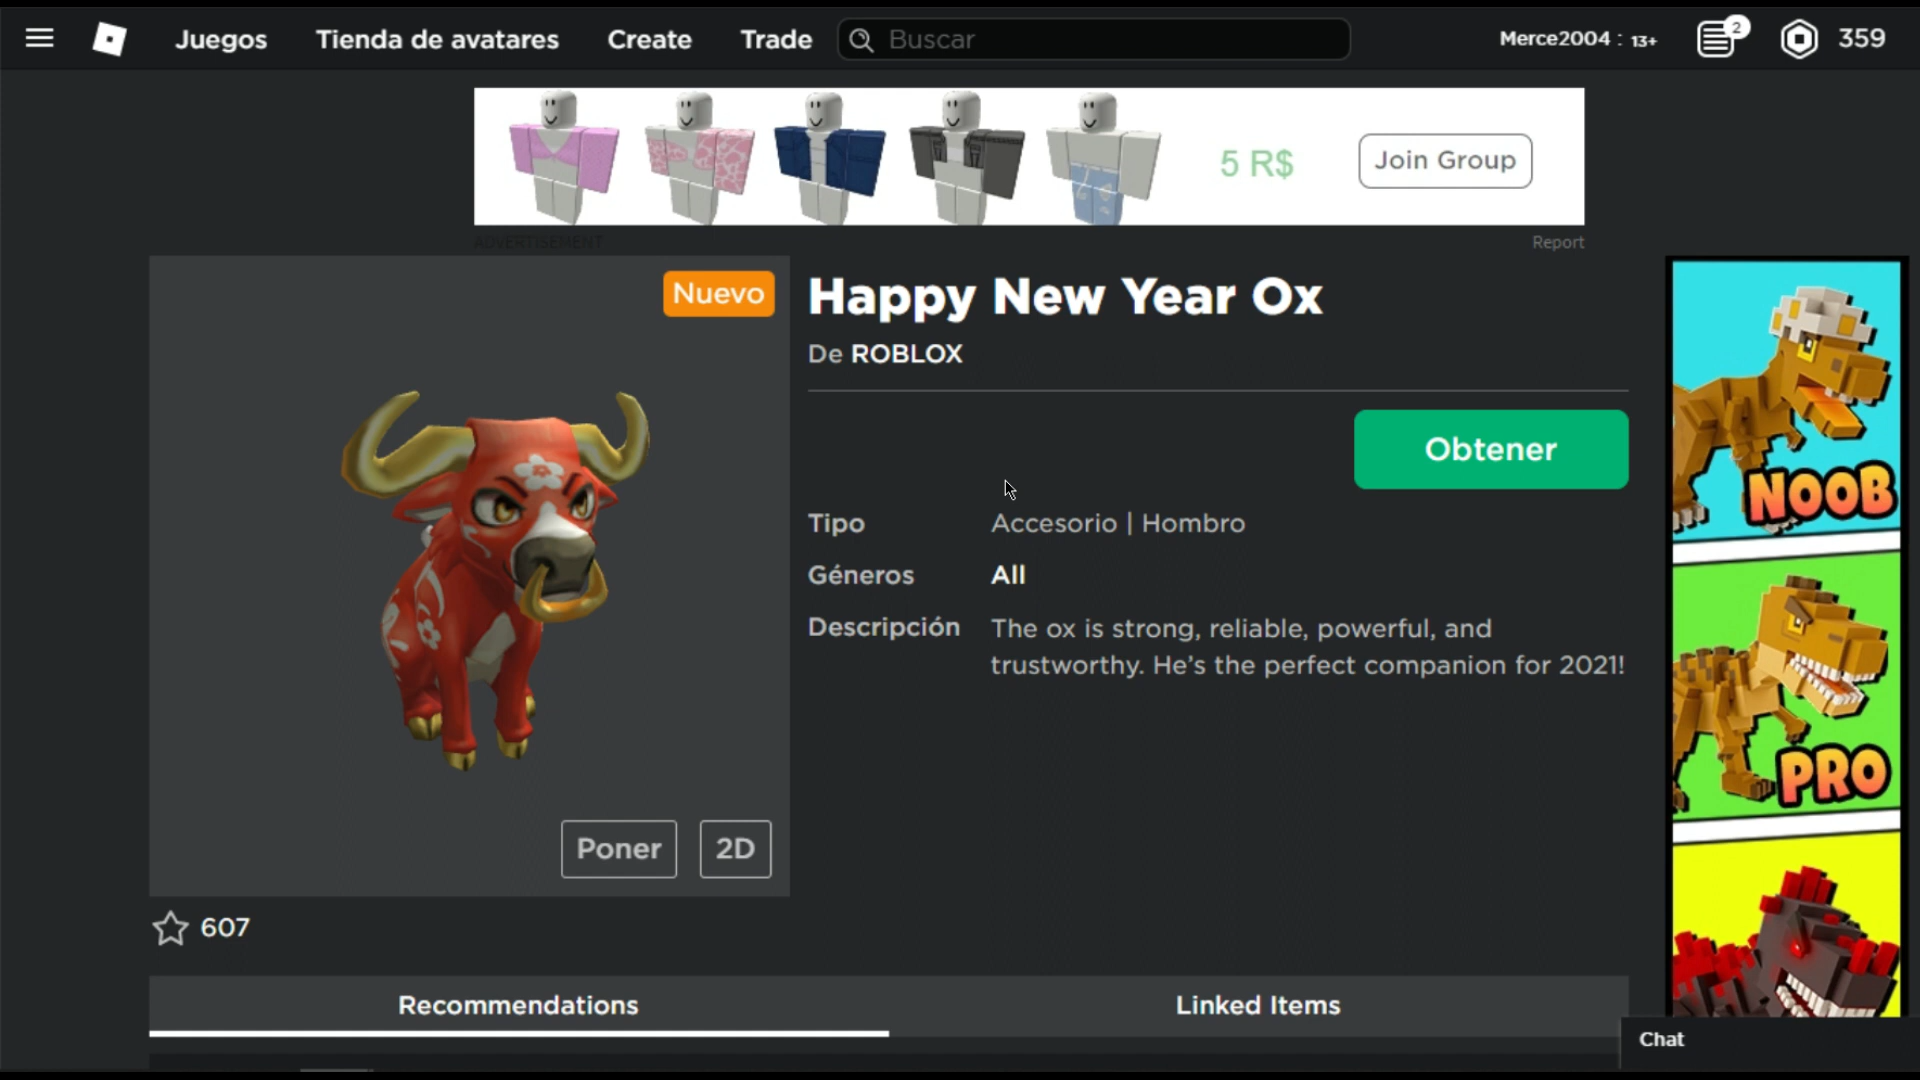 Juegos
Tienda de avatares
Create
Trade
Buscar
Merce2004 : 13+
2
359
5 R$
Join Group
ADVERTISEMENT
Report
Nuevo
Happy New Year Ox
De ROBLOX
Obtener
Tipo
Accesorio | Hombro
Géneros
All
Descripción
The ox is strong, reliable, powerful, and
trustworthy. He's the perfect companion for 2021!
NOOB
PRO
Poner
2D
607
Recommendations
Linked Items
Chat